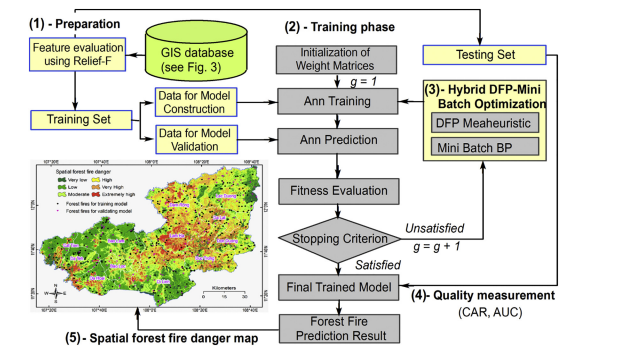 (1) - Preparation
(2) - Training phase
Feature evaluation
using Relief-F
GIS database
(see Fig. 3)
Initialization of
Weight Matrices
Testing Set
g = 1
(3)- Hybrid DFP-Mini
Batch Optimization
Training Set
Data for Model
Construction
Ann Training
DFP Meaheuristic
Data for Model
Validation
Ann Prediction
Mini Batch BP
Spatial forest fire danger
Very low
High
Low
Very High
Moderate
Extremely high
Forest fires for training model
Forest fires for validating model
Fitness Evaluation
Stopping Criterion
Unsatisfied
g = g + 1
Satisfied
Kilometers
Final Trained Model
(4)- Quality measurement
(CAR, AUC)
Forest Fire
Prediction Result
(5) - Spatial forest fire danger map